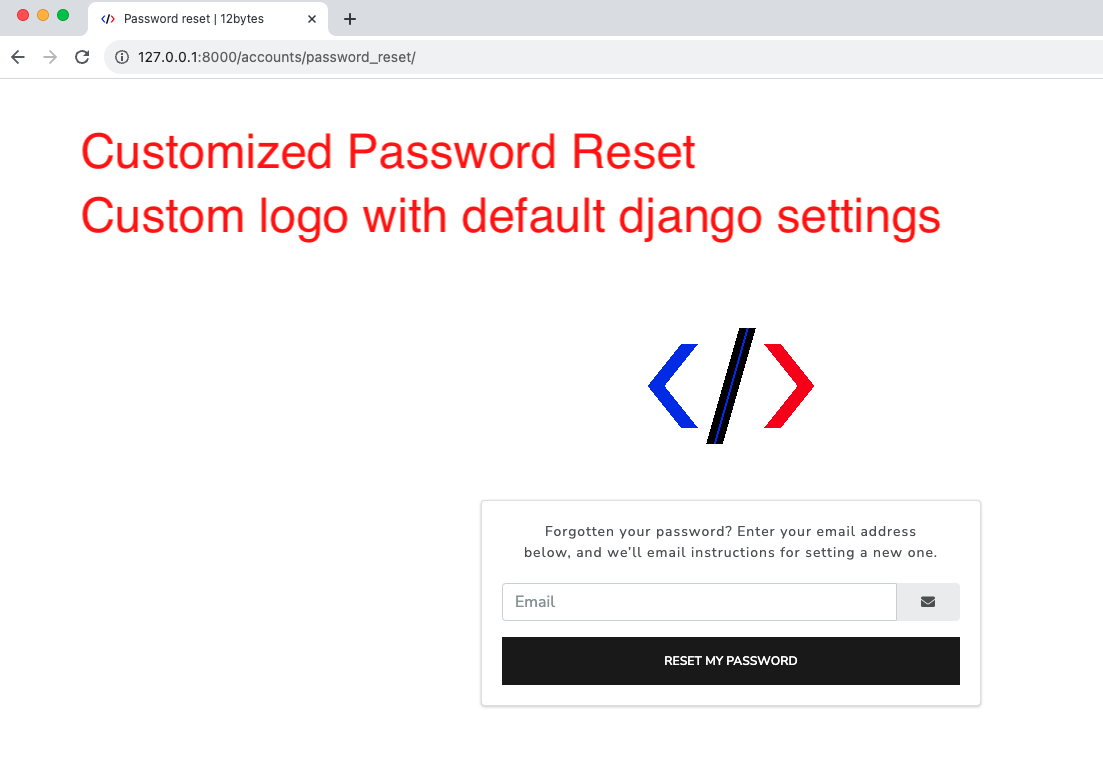 Password reset | 12bytes
127.0.0.1:8000/accounts/password_reset/
Customized Password Reset
Custom logo with default django settings
Forgotten your password? Enter your email address
below, and we'll email instructions for setting a new one.
Email
RESET MY PASSWORD